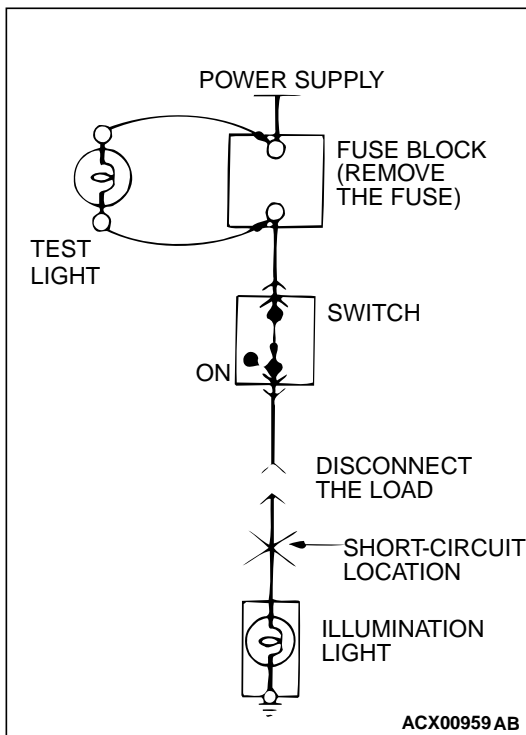 POWER SUPPLY
FUSE BLOCK
(REMOVE
THE FUSE)
TEST
LIGHT
SWITCH
ON
DISCONNECT
THE LOAD
SHORT-CIRCUIT
LOCATION
ILLUMINATION
LIGHT
ACX00959 AB